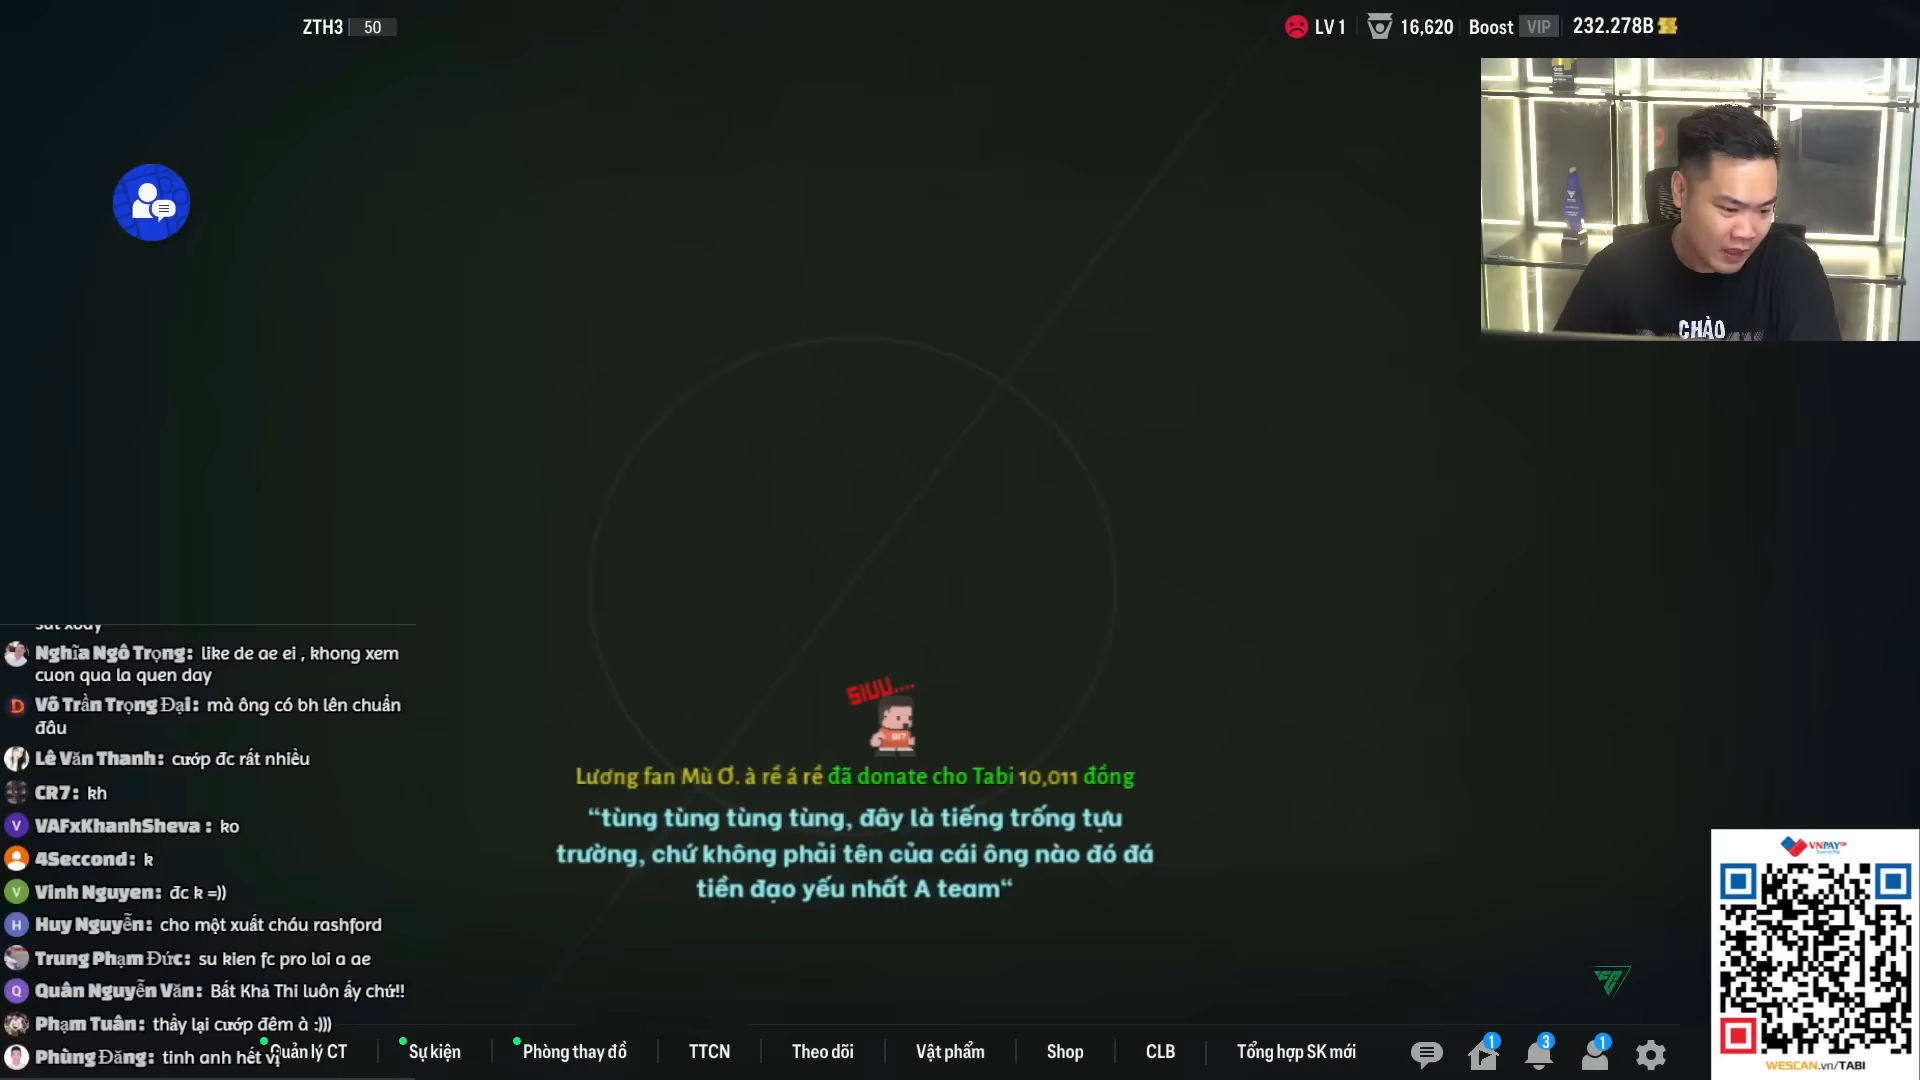 ZTH3 50
LV 1 16,620 Boost VIP 232.278B
CHÀO
Nghĩa Ngô Trọng: like de ae ei , khong xem
cuon qua la quen day
Võ Trần Trọng Đại: mà ông có bh lên chuẩn
đâu
Lê Văn Thanh: cướp đc rất nhiều
CR7: kh
VAFxKhanhSheva : ko
4Seccond: k
Vinh Nguyen: đc k =))
Huy Nguyễn: cho một xuất cháu rashford
Trung Phạm Đức: su kien fc pro loi a ae
Quân Nguyễn Văn: Bất Khả Thi luôn ấy chứ!!
Phạm Tuân: thầy lại cướp đêm à :)))
Phùng Đăng: tinh anh hết vị
SIUU....
Lương fan Mù Ơ. à rế á rề đã donate cho Tabi 10,011 đồng
“tùng tùng tùng tùng, đây là tiếng trống tựu
trường, chứ không phải tên của cái ông nào đó đá
tiền đạo yếu nhất A team“
VNPAY
WESCAN.vn/TABI
Quản lý CT Sự kiện Phòng thay đồ TTCN Theo dõi Vật phẩm Shop CLB Tổng hợp SK mới 1 3 1